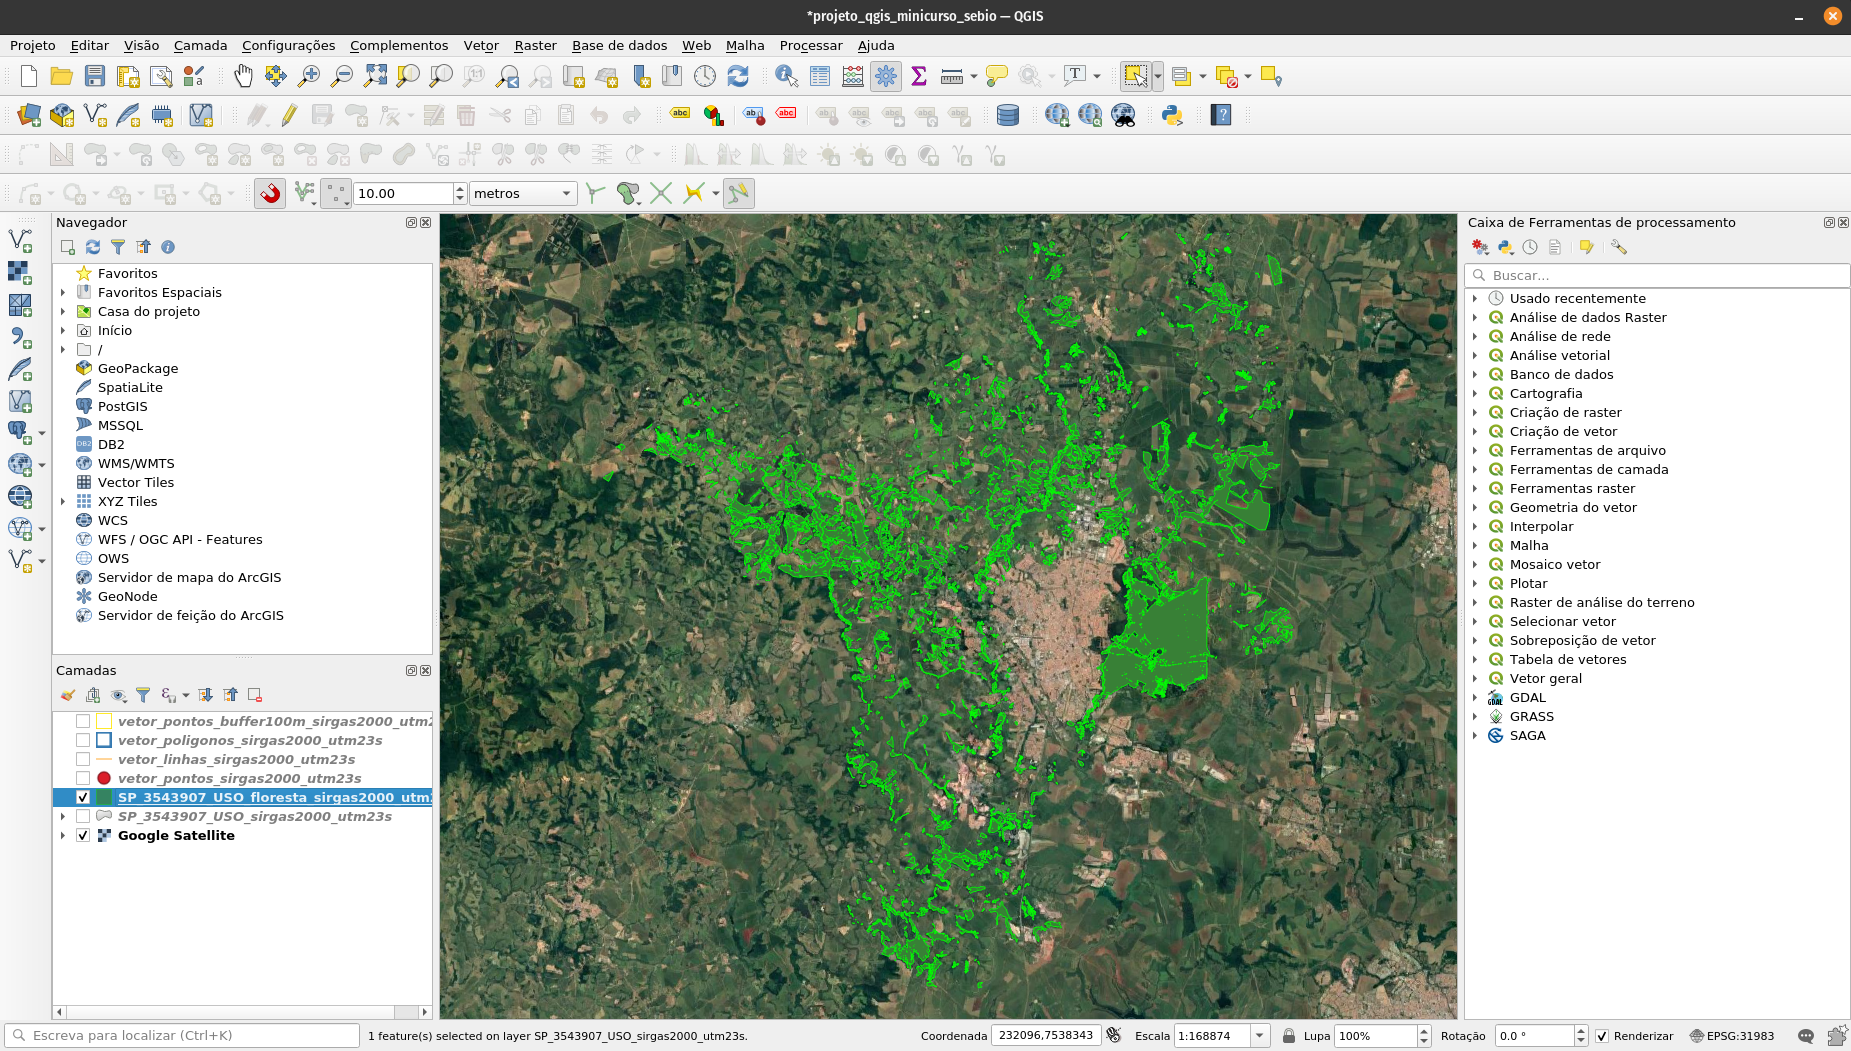 *projeto_qgis_minicurso_sebio — QGIS
Projeto Editar Visão Camada Configurações Complementos Vetor Raster Base de dados Web Malha Processar Ajuda
10.00 metros
Navegador
Favoritos
Favoritos Espaciais
Casa do projeto
Início
/
GeoPackage
SpatiaLite
PostGIS
MSSQL
DB2
WMS/WMTS
Vector Tiles
XYZ Tiles
WCS
WFS / OGC API - Features
OWS
Servidor de mapa do ArcGIS
GeoNode
Servidor de feição do ArcGIS
Camadas
vetor_pontos_buffer100m_sirgas2000_utm2
vetor_poligonos_sirgas2000_utm23s
vetor_linhas_sirgas2000_utm23s
vetor_pontos_sirgas2000_utm23s
SP_3543907_USO_floresta_sirgas2000_utm
SP_3543907_USO_sirgas2000_utm23s
Google Satellite
Caixa de Ferramentas de processamento
Buscar...
Usado recentemente
Análise de dados Raster
Análise de rede
Análise vetorial
Banco de dados
Cartografia
Criação de raster
Criação de vetor
Ferramentas de arquivo
Ferramentas de camada
Ferramentas raster
Geometria do vetor
Interpolar
Malha
Mosaico vetor
Plotar
Raster de análise do terreno
Selecionar vetor
Sobreposição de vetor
Tabela de vetores
Vetor geral
GDAL
GRASS
SAGA
Escreva para localizar (Ctrl+K) 1 feature(s) selected on layer SP_3543907_USO_sirgas2000_utm23s. Coordenada 232096,7538343 Escala 1:168874 Lupa 100% Rotação 0.0 ° Renderizar EPSG:31983